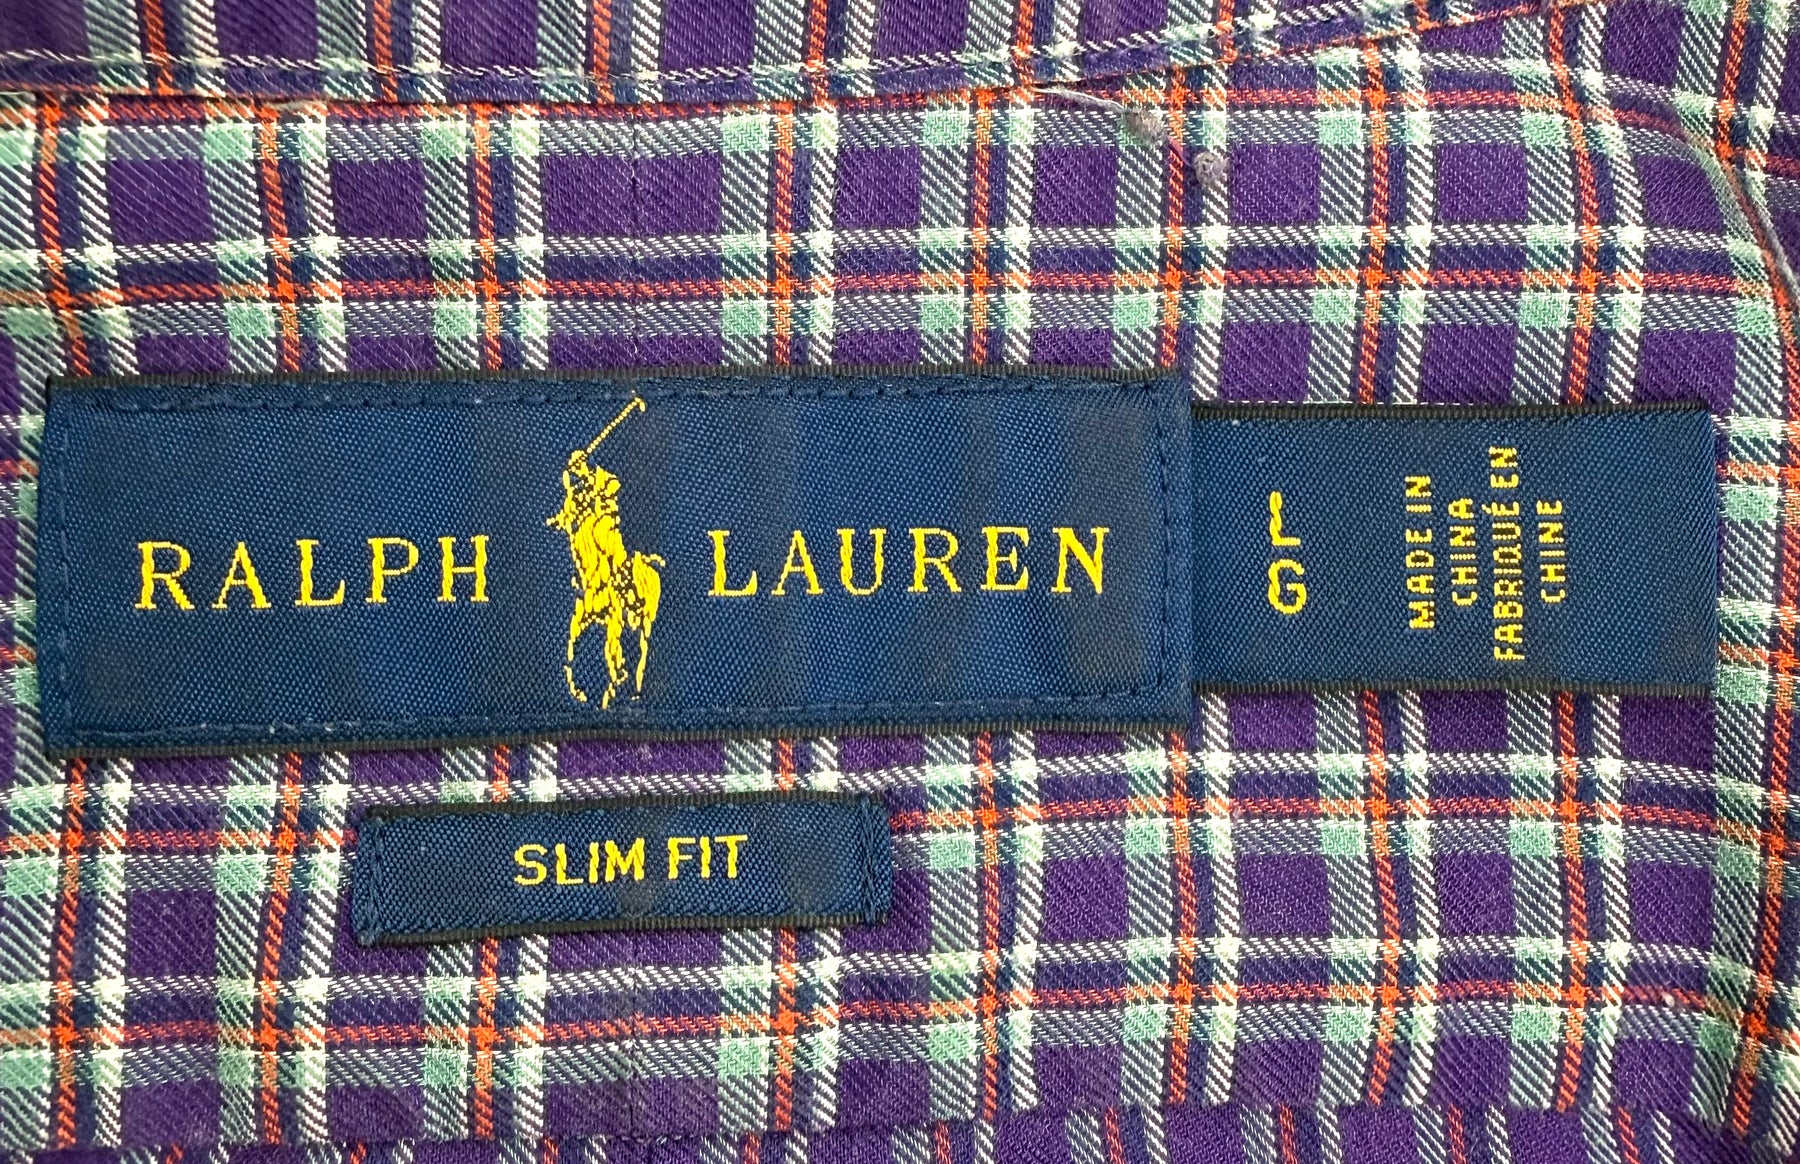 RALPH LAUREN
L
G
MADE IN
CHINA
FABRIQUÉ EN
CHINE
SLIM FIT